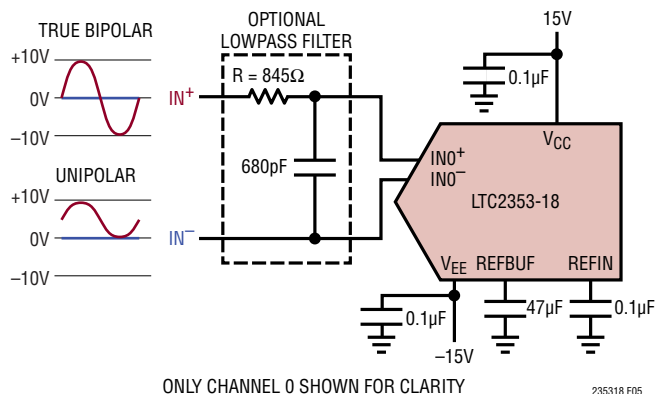 TRUE BIPOLAR
+10V
0V
–10V
UNIPOLAR
+10V
0V
–10V
IN+
IN–
OPTIONAL
LOWPASS FILTER
R = 845Ω
680pF
15V
0.1µF
VCC
IN0+
IN0–
LTC2353-18
VEE
REFBUF
REFIN
0.1µF
47µF
0.1µF
–15V
ONLY CHANNEL 0 SHOWN FOR CLARITY
235318 F05